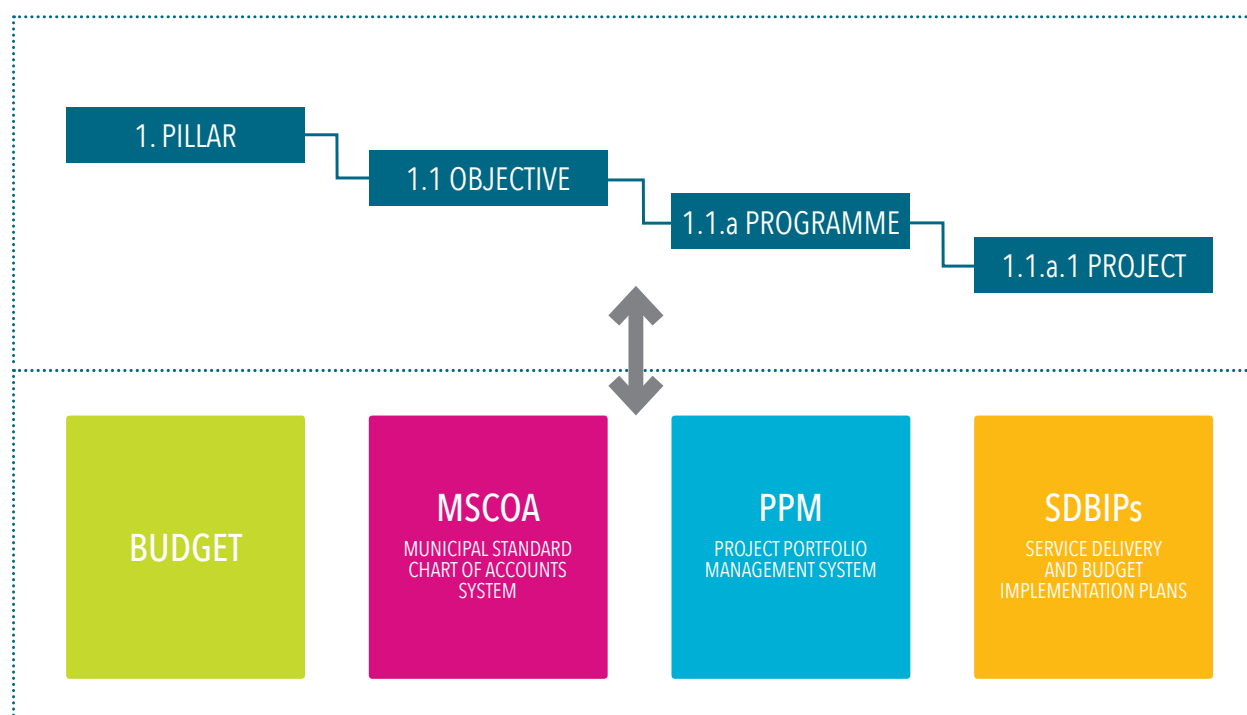 1. PILLAR
1.1 OBJECTIVE
1.1.a PROGRAMME
1.1.a.1 PROJECT
BUDGET
MSCOA
MUNICIPAL STANDARD
CHART OF ACCOUNTS
SYSTEM
PPM
PROJECT PORTFOLIO
MANAGEMENT SYSTEM
SDBIPs
SERVICE DELIVERY
AND BUDGET
IMPLEMENTATION PLANS